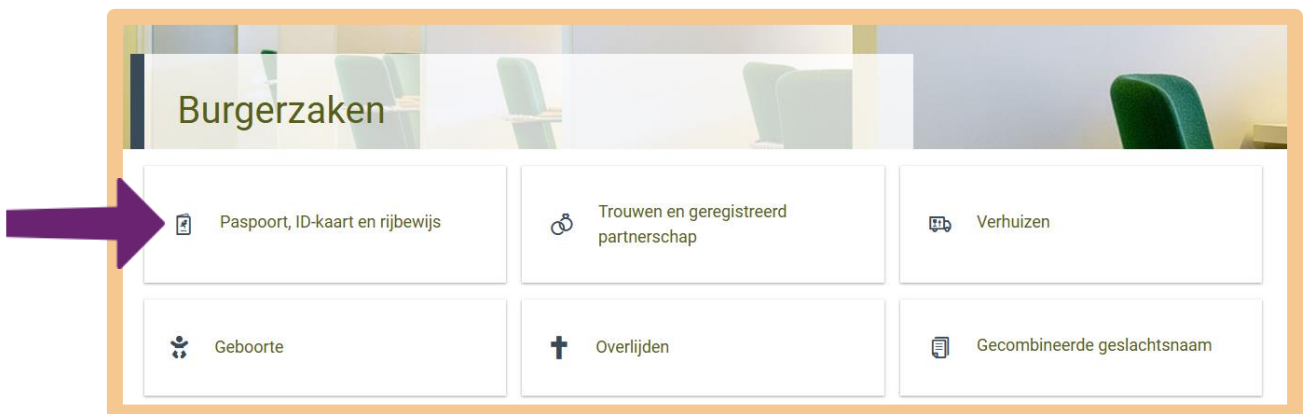 Burgerzaken
Paspoort, ID-kaart en rijbewijs
Trouwen en geregistreerd
partnerschap
Verhuizen
Geboorte
Overlijden
Gecombineerde geslachtsnaam